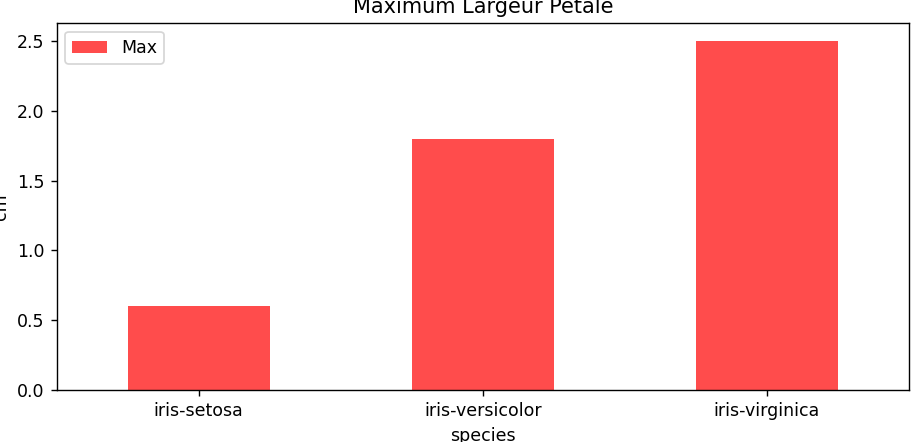 Maximum Largeur Petale
Max
2.5
2.0
1.5
1.0
0.5
0.0
cm
iris-setosa iris-versicolor iris-virginica
species